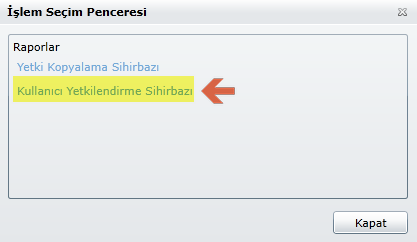 İşlem Seçim Penceresi
Raporlar
Yetki Kopyalama Sihirbazı
Kullanıcı Yetkilendirme Sihirbazı
Kapat